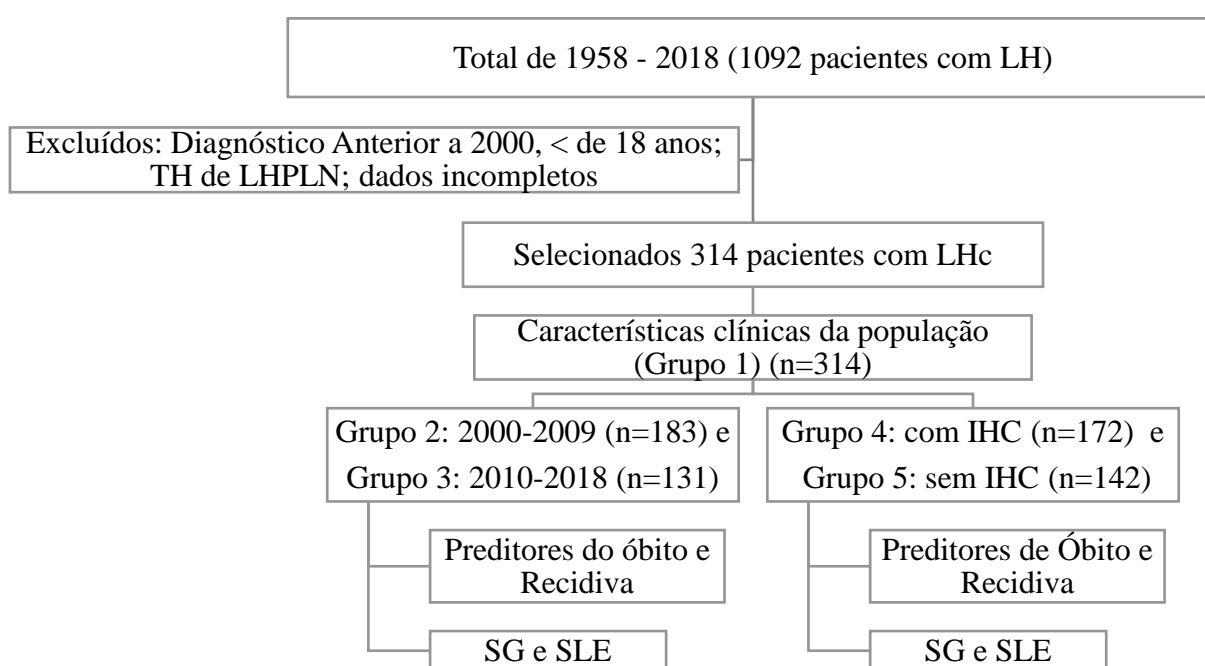 Total de 1958 - 2018 (1092 pacientes com LH)
Excluídos: Diagnóstico Anterior a 2000, < de 18 anos;
TH de LHPLN; dados incompletos
Selecionados 314 pacientes com LHc
Características clínicas da população
(Grupo 1) (n=314)
Grupo 2: 2000-2009 (n=183) e
Grupo 3: 2010-2018 (n=131)
Grupo 4: com IHC (n=172) e
Grupo 5: sem IHC (n=142)
Preditores do óbito e
Recidiva
Preditores de Óbito e
Recidiva
SG e SLE
SG e SLE